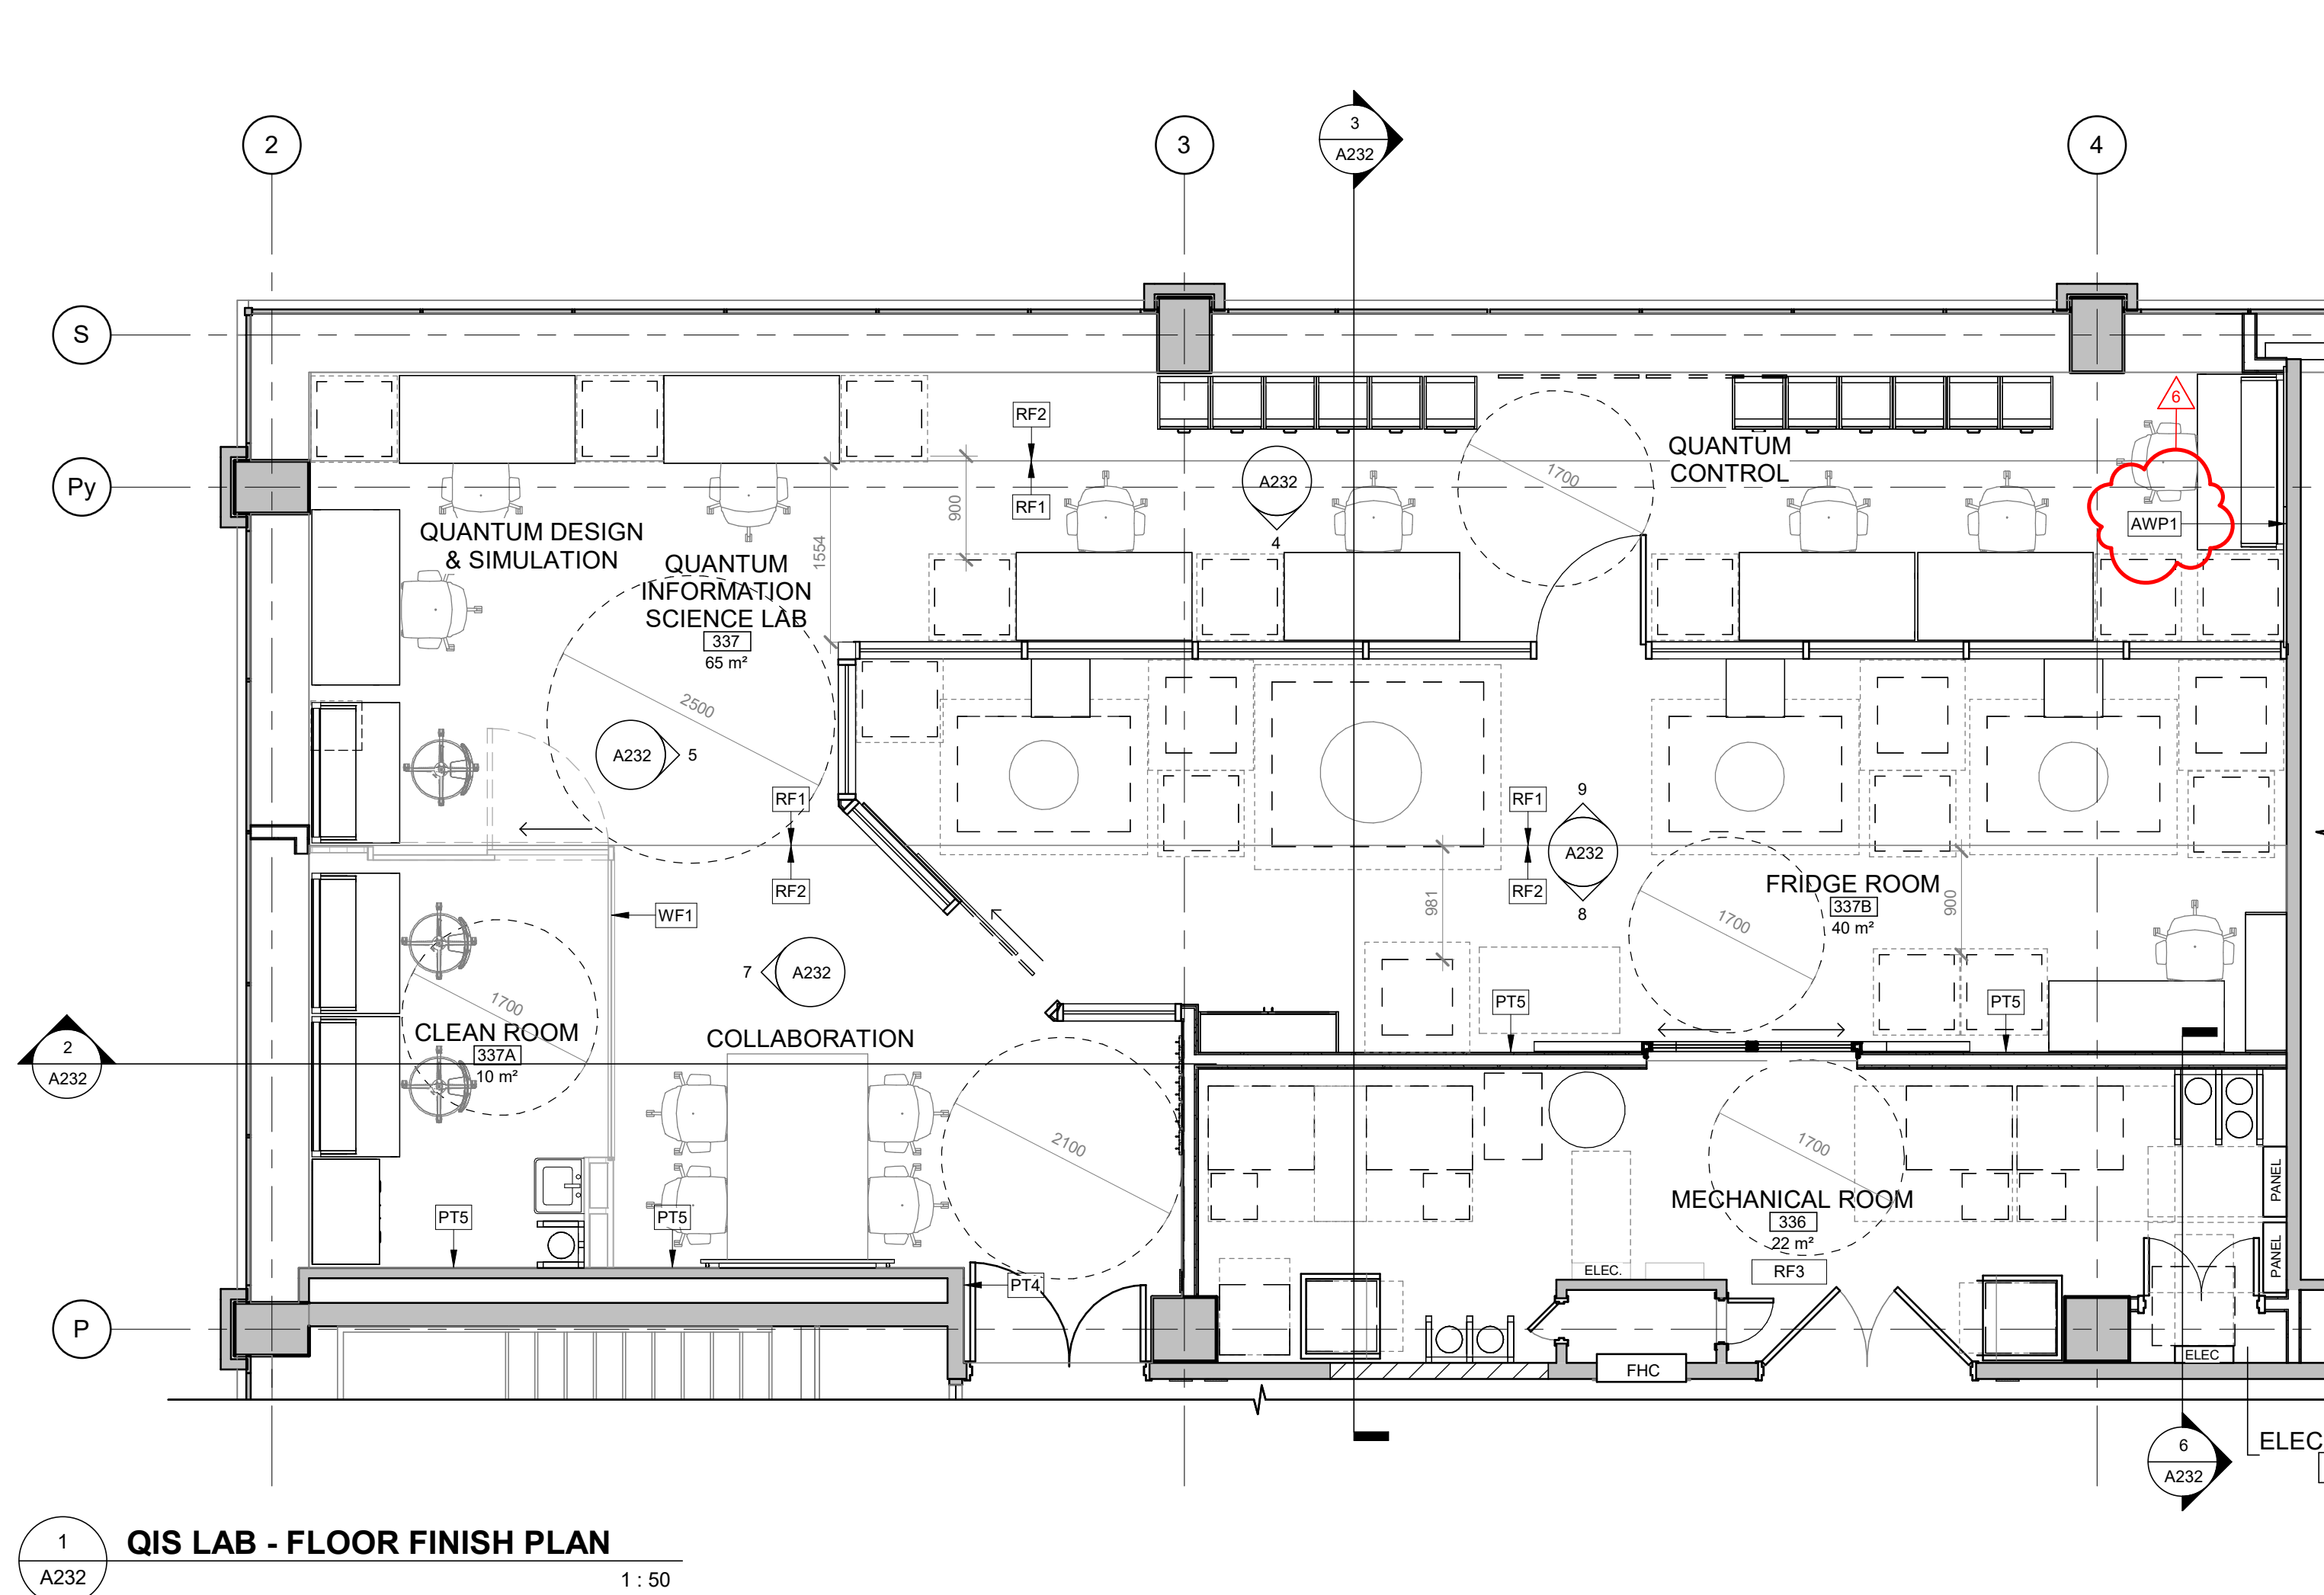 3
A232
2
3
4
S
RF2
6
QUANTUM
CONTROL
1700
A232
4
Py
RF1
900
AWP1
QUANTUM DESIGN
& SIMULATION
1554
QUANTUM
INFORMATION
SCIENCE LAB
337
65 m²
2500
A232
5
RF1
RF2
RF1
RF2
9
A232
8
FRIDGE ROOM
337B
40 m²
981
900
1700
WF1
7
A232
1700
PT5
PT5
CLEAN ROOM
337A
10 m²
COLLABORATION
2
A232
2100
1700
MECHANICAL ROOM
336
22 m²
RF3
PANEL
PANEL
PT5
PT5
PT4
ELEC.
P
FHC
ELEC
6
A232
ELEC
1
A232
QIS LAB - FLOOR FINISH PLAN
1 : 50